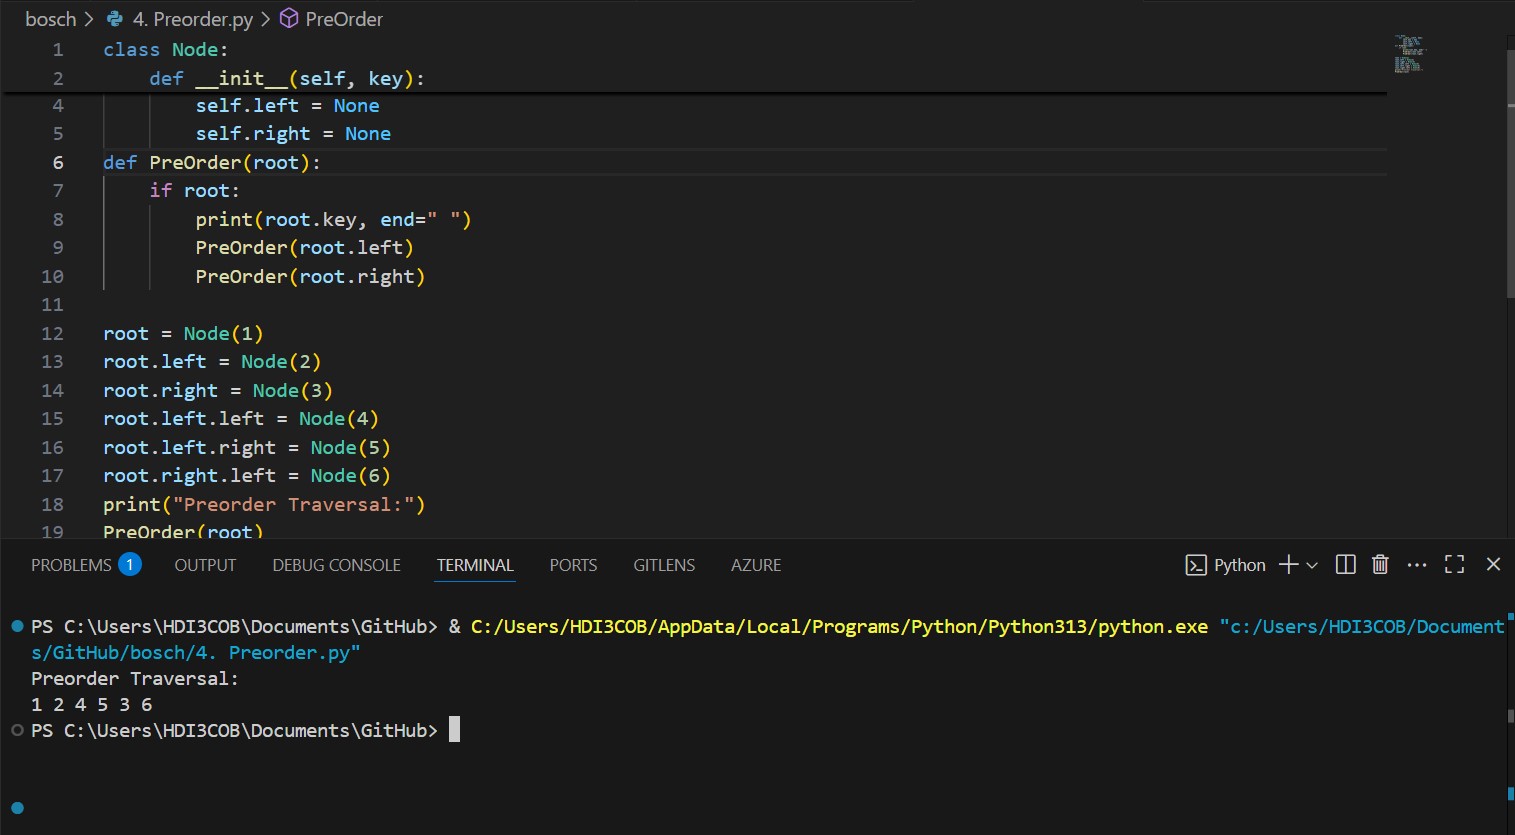 bosch > 4. Preorder.py > PreOrder
1 class Node:
2     def __init__(self, key):
4         self.left = None
5         self.right = None
6 def PreOrder(root):
7     if root:
8         print(root.key, end=" ")
9         PreOrder(root.left)
10         PreOrder(root.right)
11
12 root = Node(1)
13 root.left = Node(2)
14 root.right = Node(3)
15 root.left.left = Node(4)
16 root.left.right = Node(5)
17 root.right.left = Node(6)
18 print("Preorder Traversal:")
19 PreOrder(root)
PROBLEMS 1 OUTPUT DEBUG CONSOLE TERMINAL PORTS GITLENS AZURE Python
PS C:\Users\HDI3COB\Documents\GitHub> & C:/Users/HDI3COB/AppData/Local/Programs/Python/Python313/python.exe "c:/Users/HDI3COB/Document
s/GitHub/bosch/4. Preorder.py"
Preorder Traversal:
1 2 4 5 3 6
PS C:\Users\HDI3COB\Documents\GitHub>